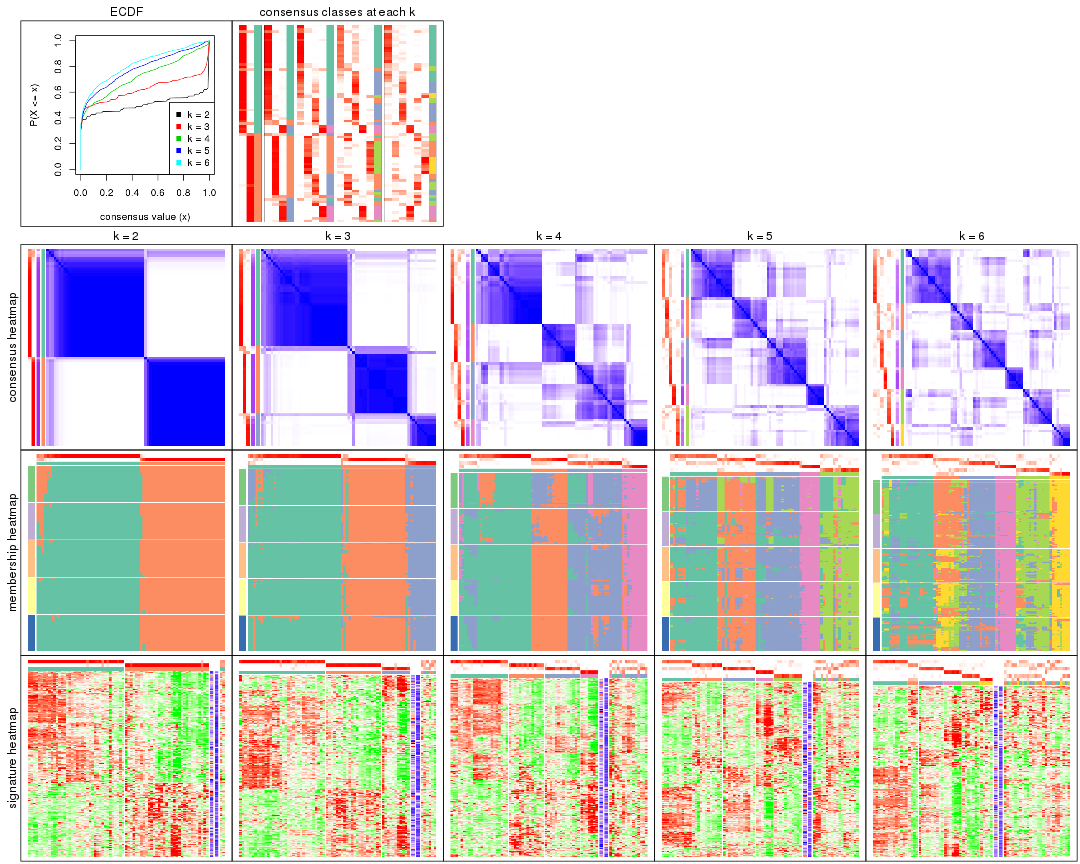 ECDF
consensus classes at each k
P(X <= x)
0.0 0.2 0.4 0.6 0.8 1.0
k = 2
k = 3
k = 4
k = 5
k = 6
0.0 0.2 0.4 0.6 0.8 1.0
consensus value (x)
k = 2 k = 3 k = 4 k = 5 k = 6
consensus heatmap
membership heatmap
signature heatmap